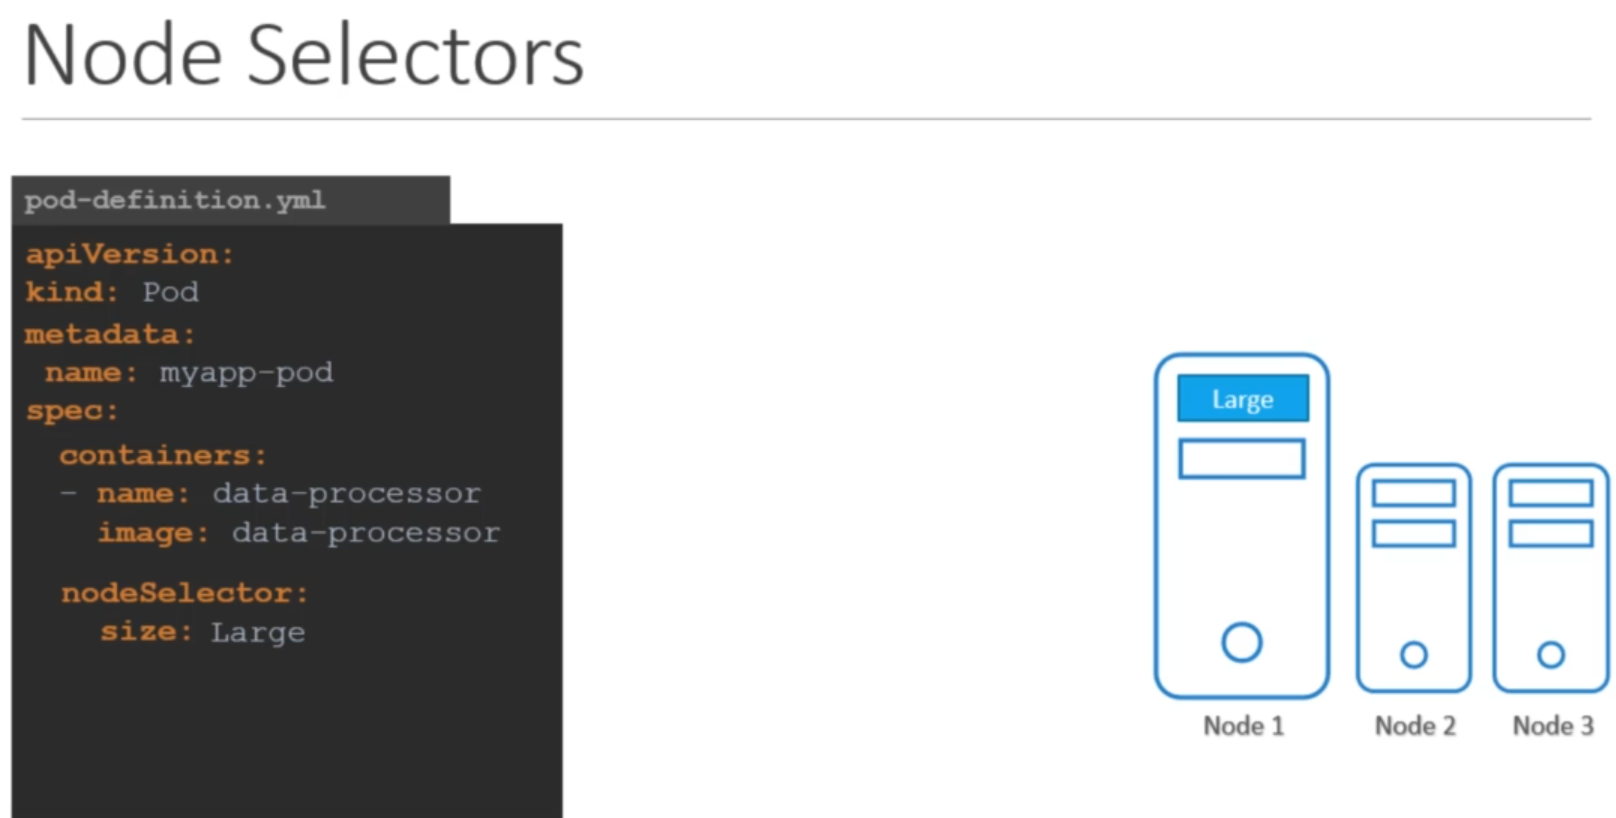 Node Selectors
pod-definition.yml
apiVersion:
kind: Pod
metadata:
name: myapp-pod
spec:
containers:
- name: data-processor
image: data-processor
nodeSelector:
size: Large
Large
Node 1
Node 2
Node 3